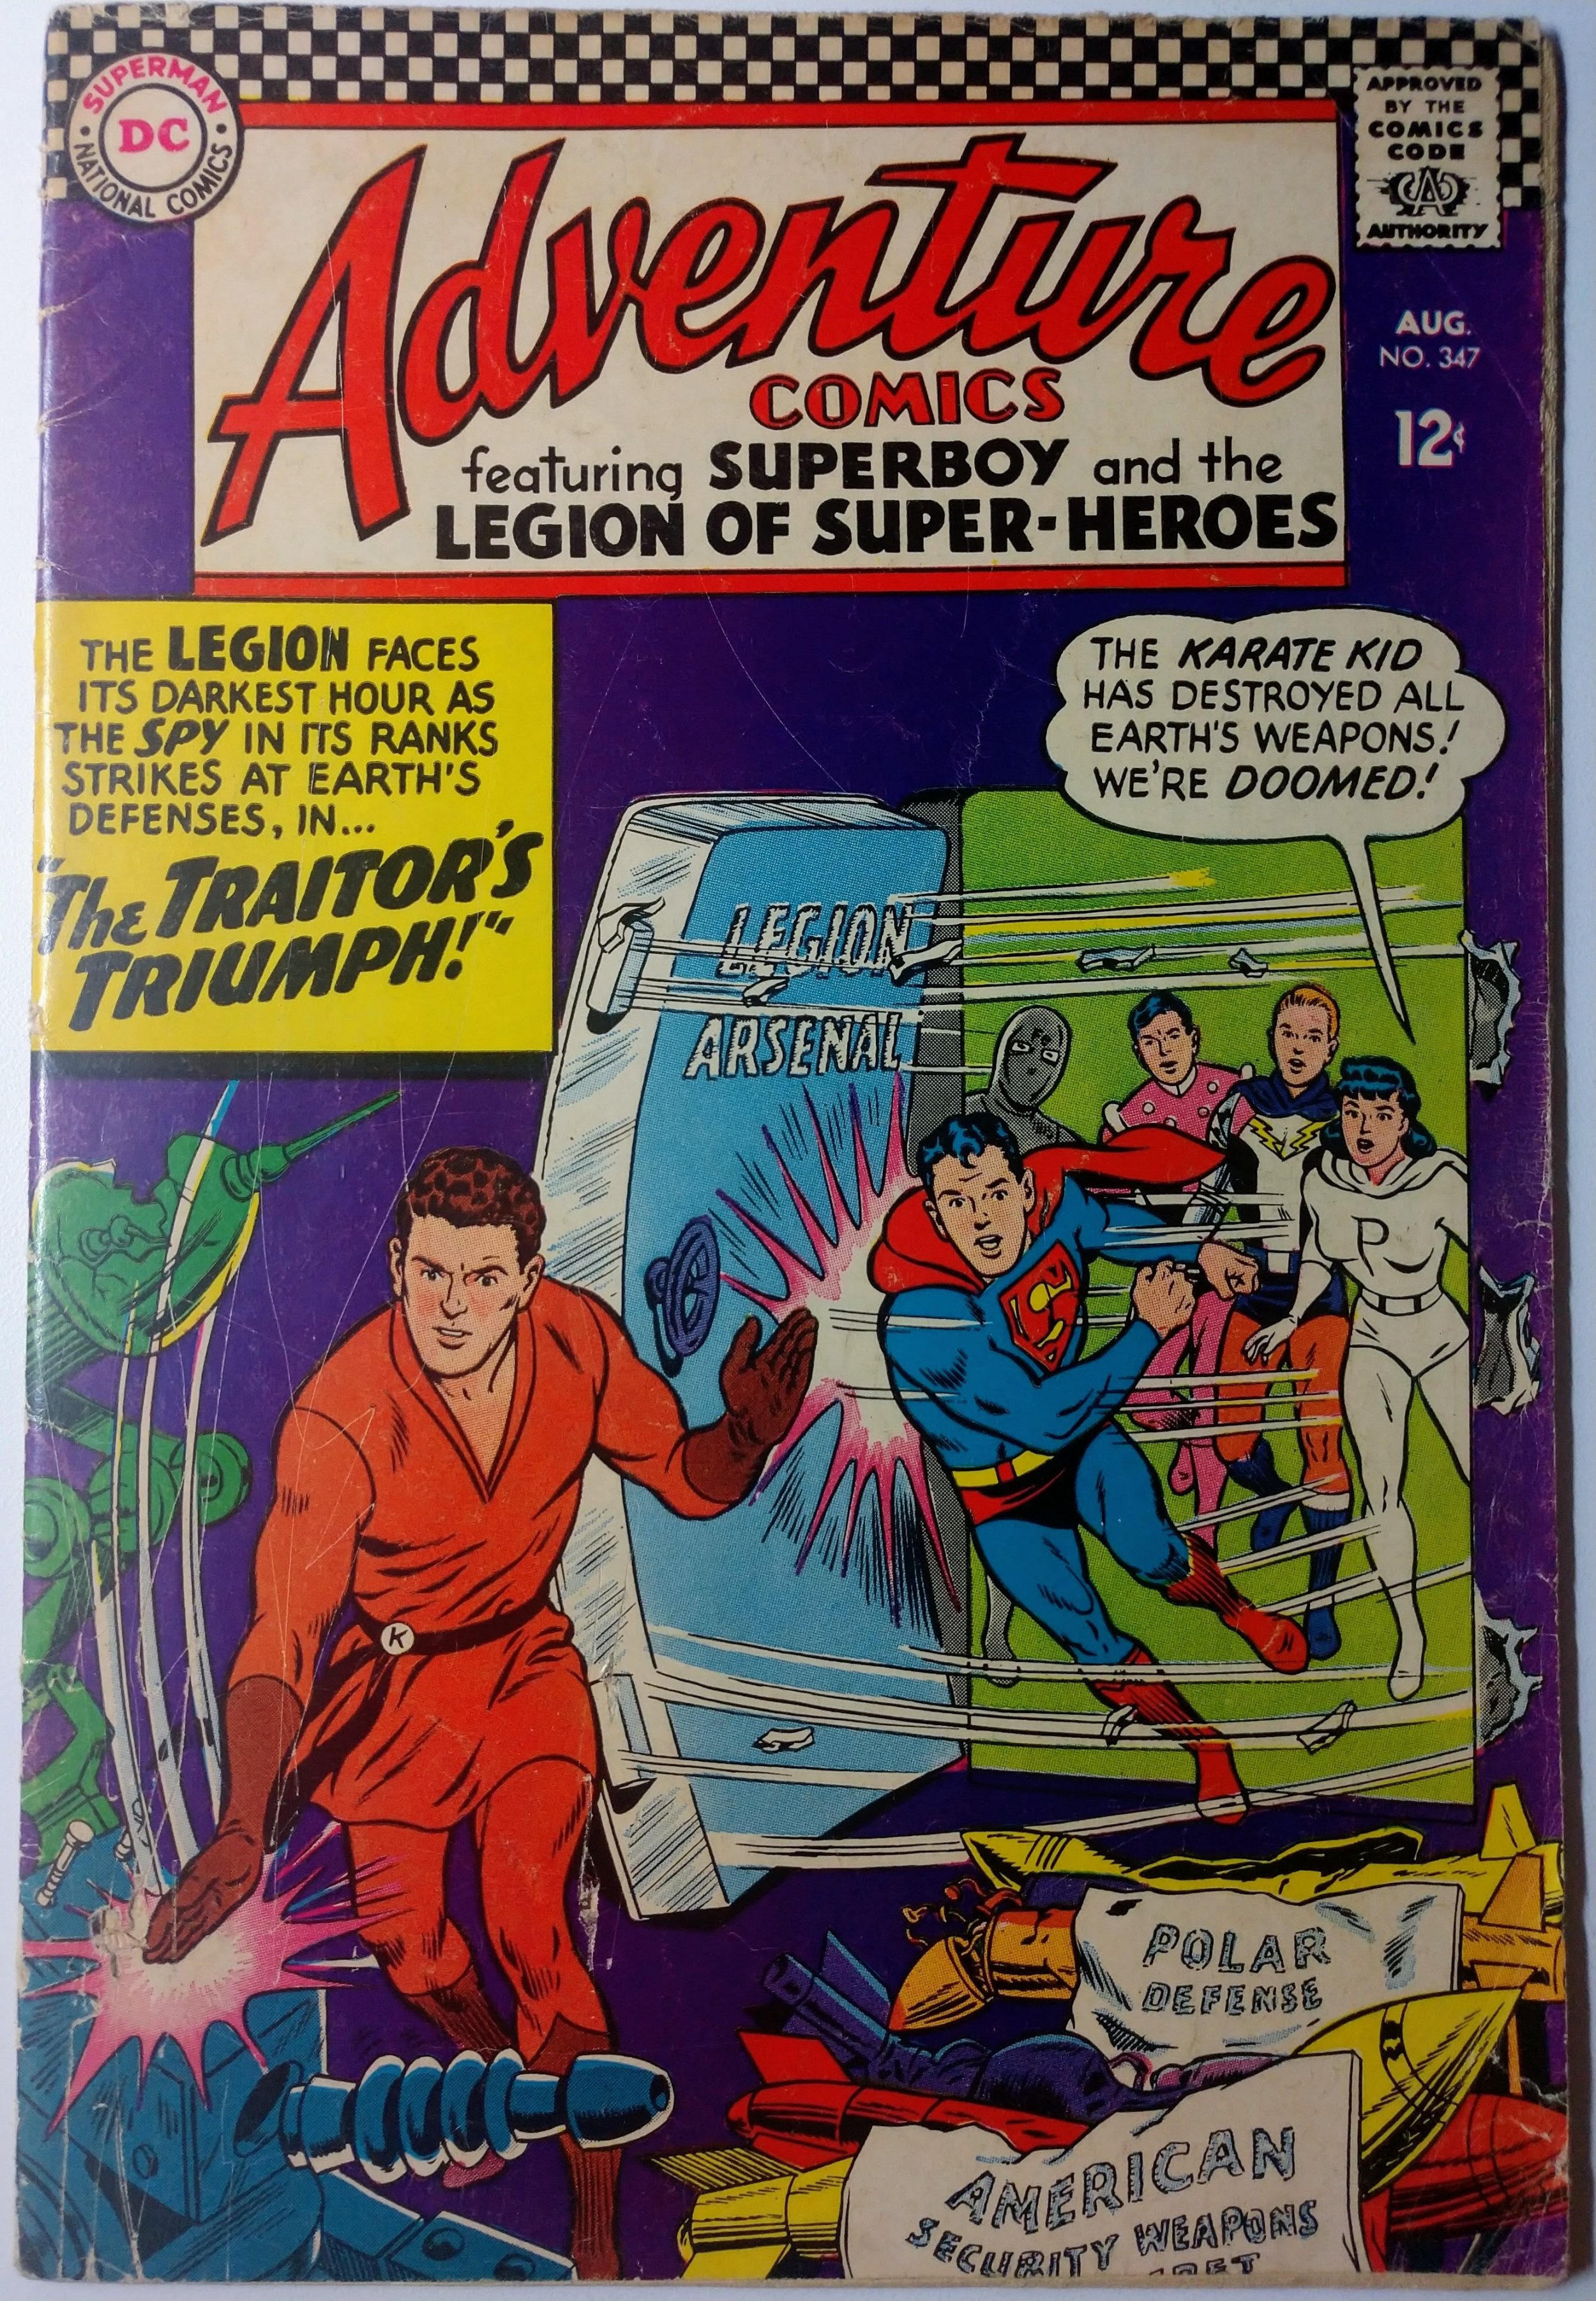 SUPERMAN
DC
NATIONAL COMICS
APPROVED
BY THE
COMICS
CODE
CA
AUTHORITY
Adventure
COMICS
featuring SUPERBOY and the
LEGION OF SUPER-HEROES
AUG.
NO. 347
12¢
THE LEGION FACES
ITS DARKEST HOUR AS
THE SPY IN ITS RANKS
STRIKES AT EARTH'S
DEFENSES, IN...
"The TRAITOR'S
TRIUMPH!"
THE KARATE KID
HAS DESTROYED ALL
EARTH'S WEAPONS!
WE'RE DOOMED!
LEGION
ARSENAL
S
P
K
POLAR
DEFENSE
AMERICAN
SECURITY WEAPONS